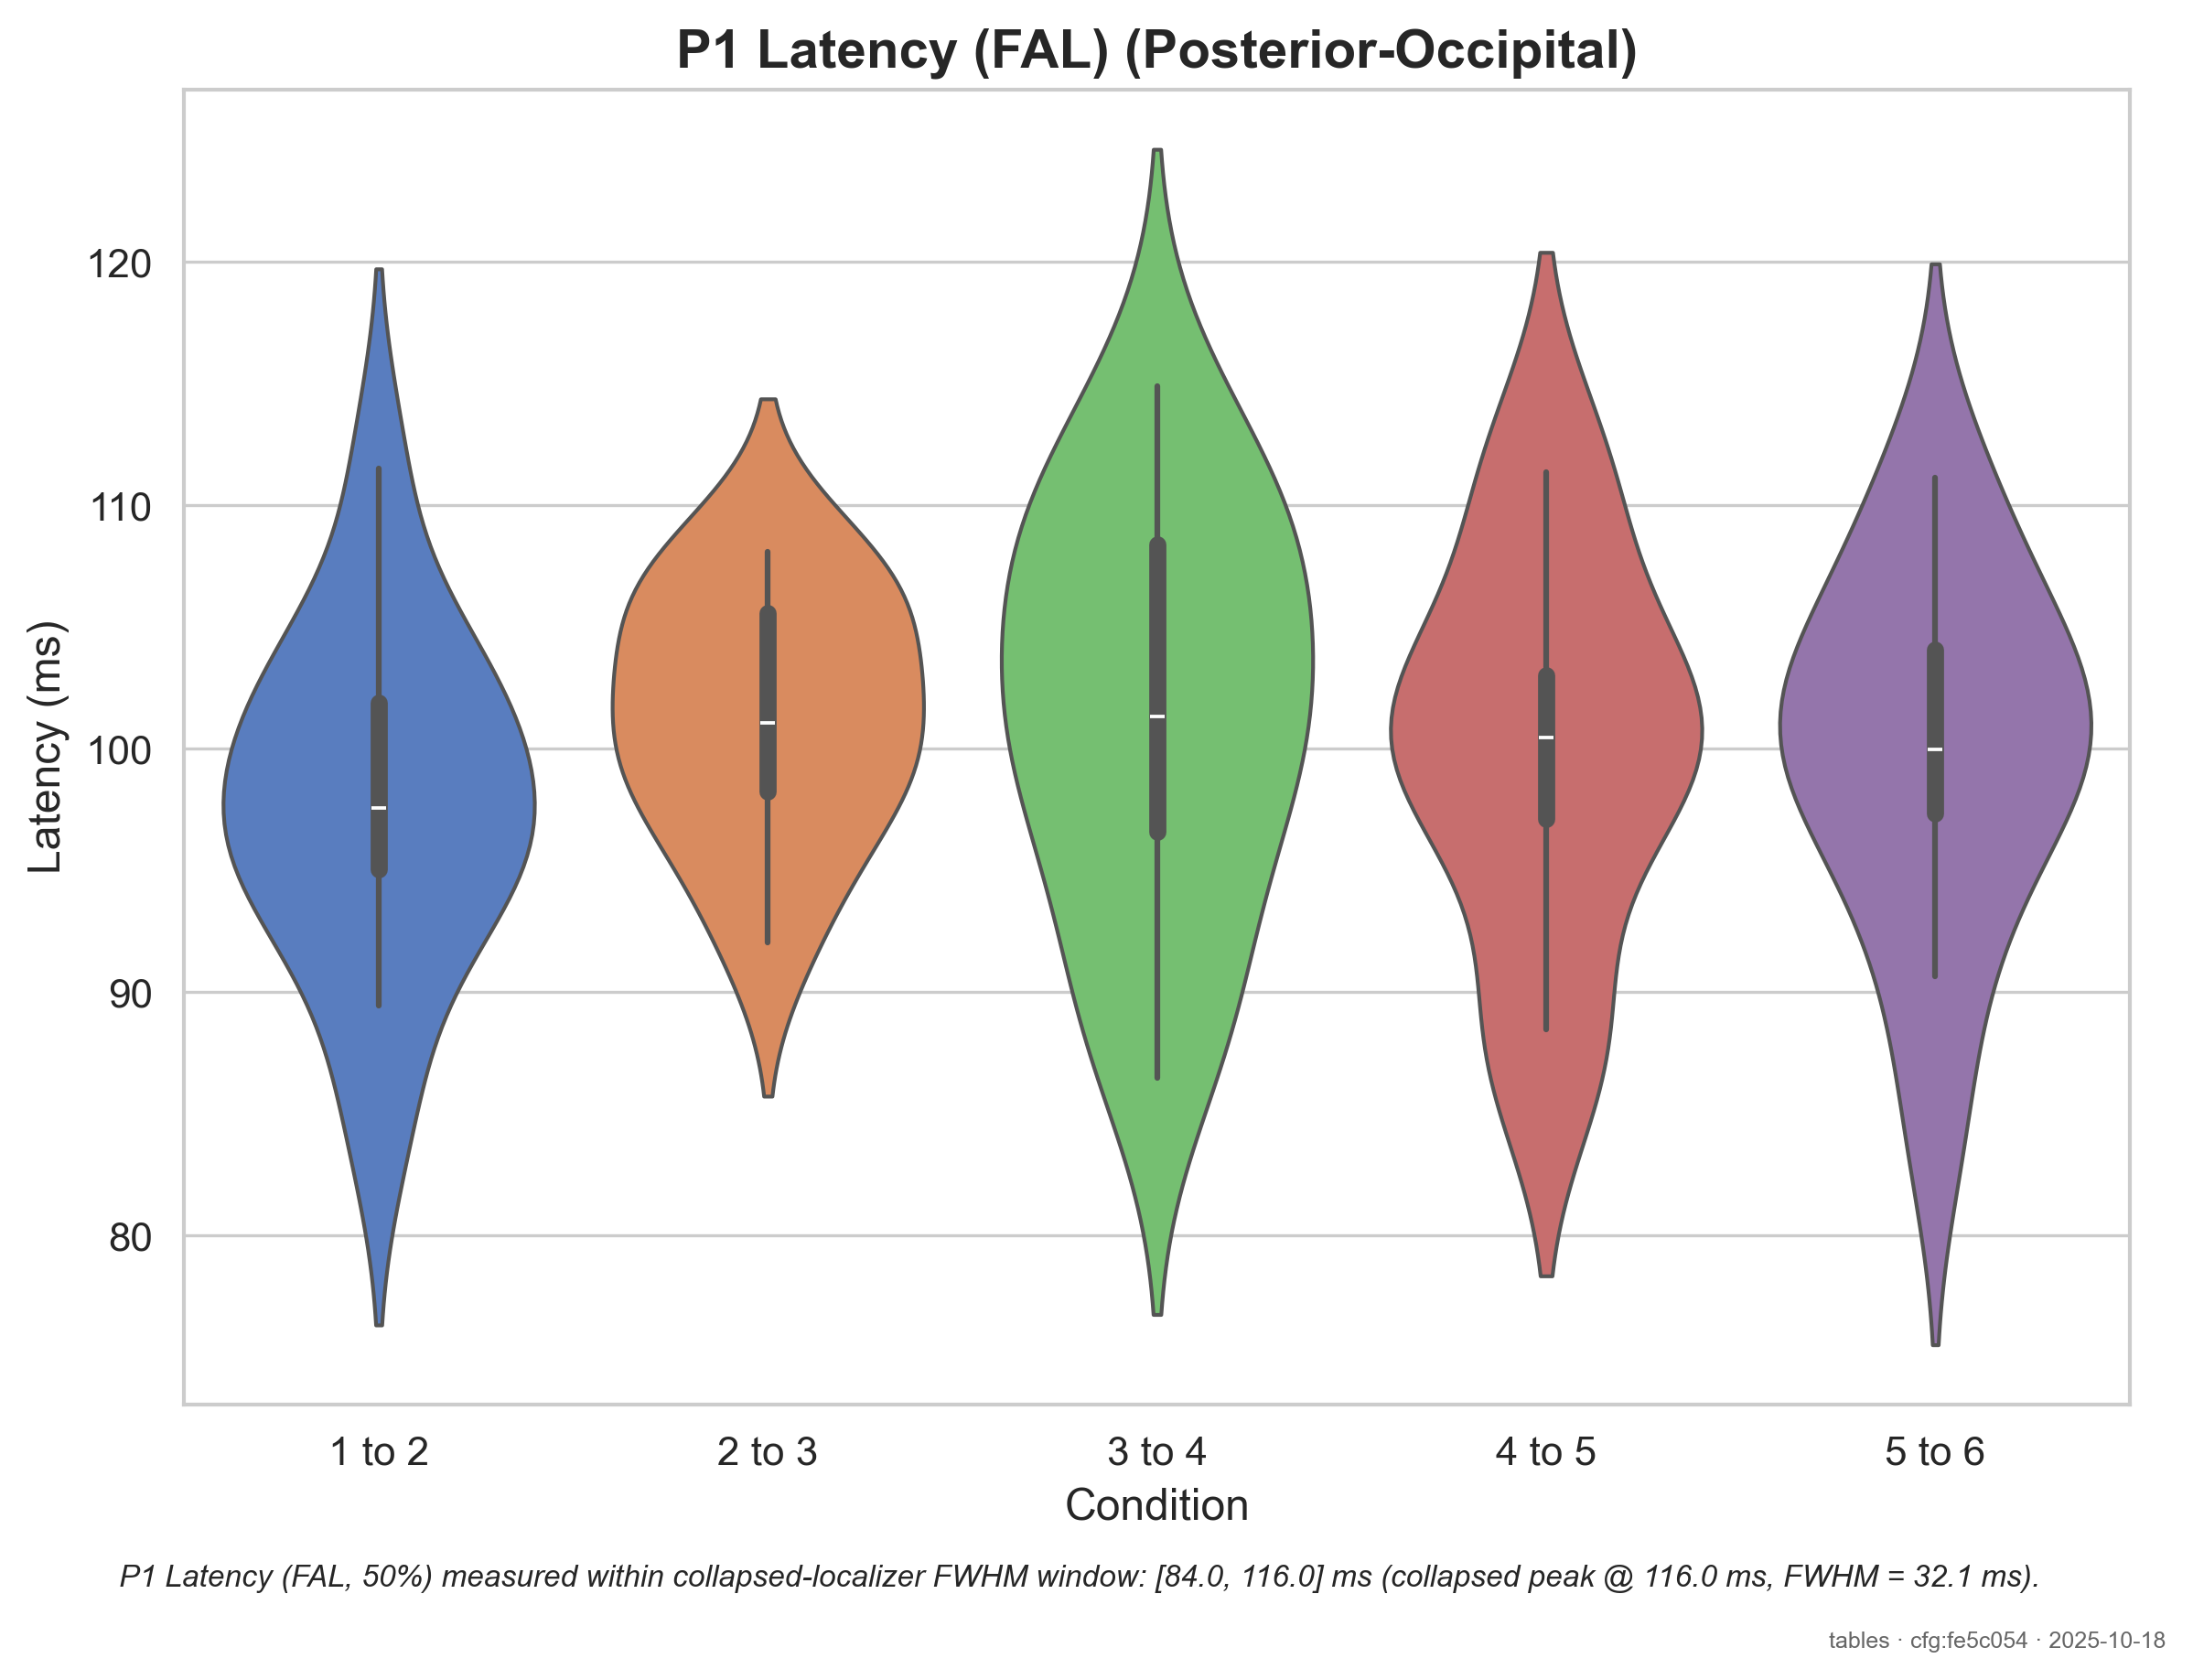 P1 Latency (FAL) (Posterior-Occipital)
Latency (ms)
120
110
100
90
80
1 to 2
2 to 3
3 to 4
4 to 5
5 to 6
Condition
P1 Latency (FAL, 50%) measured within collapsed-localizer FWHM window: [84.0, 116.0] ms (collapsed peak @ 116.0 ms, FWHM = 32.1 ms).
tables · cfg:fe5c054 · 2025-10-18